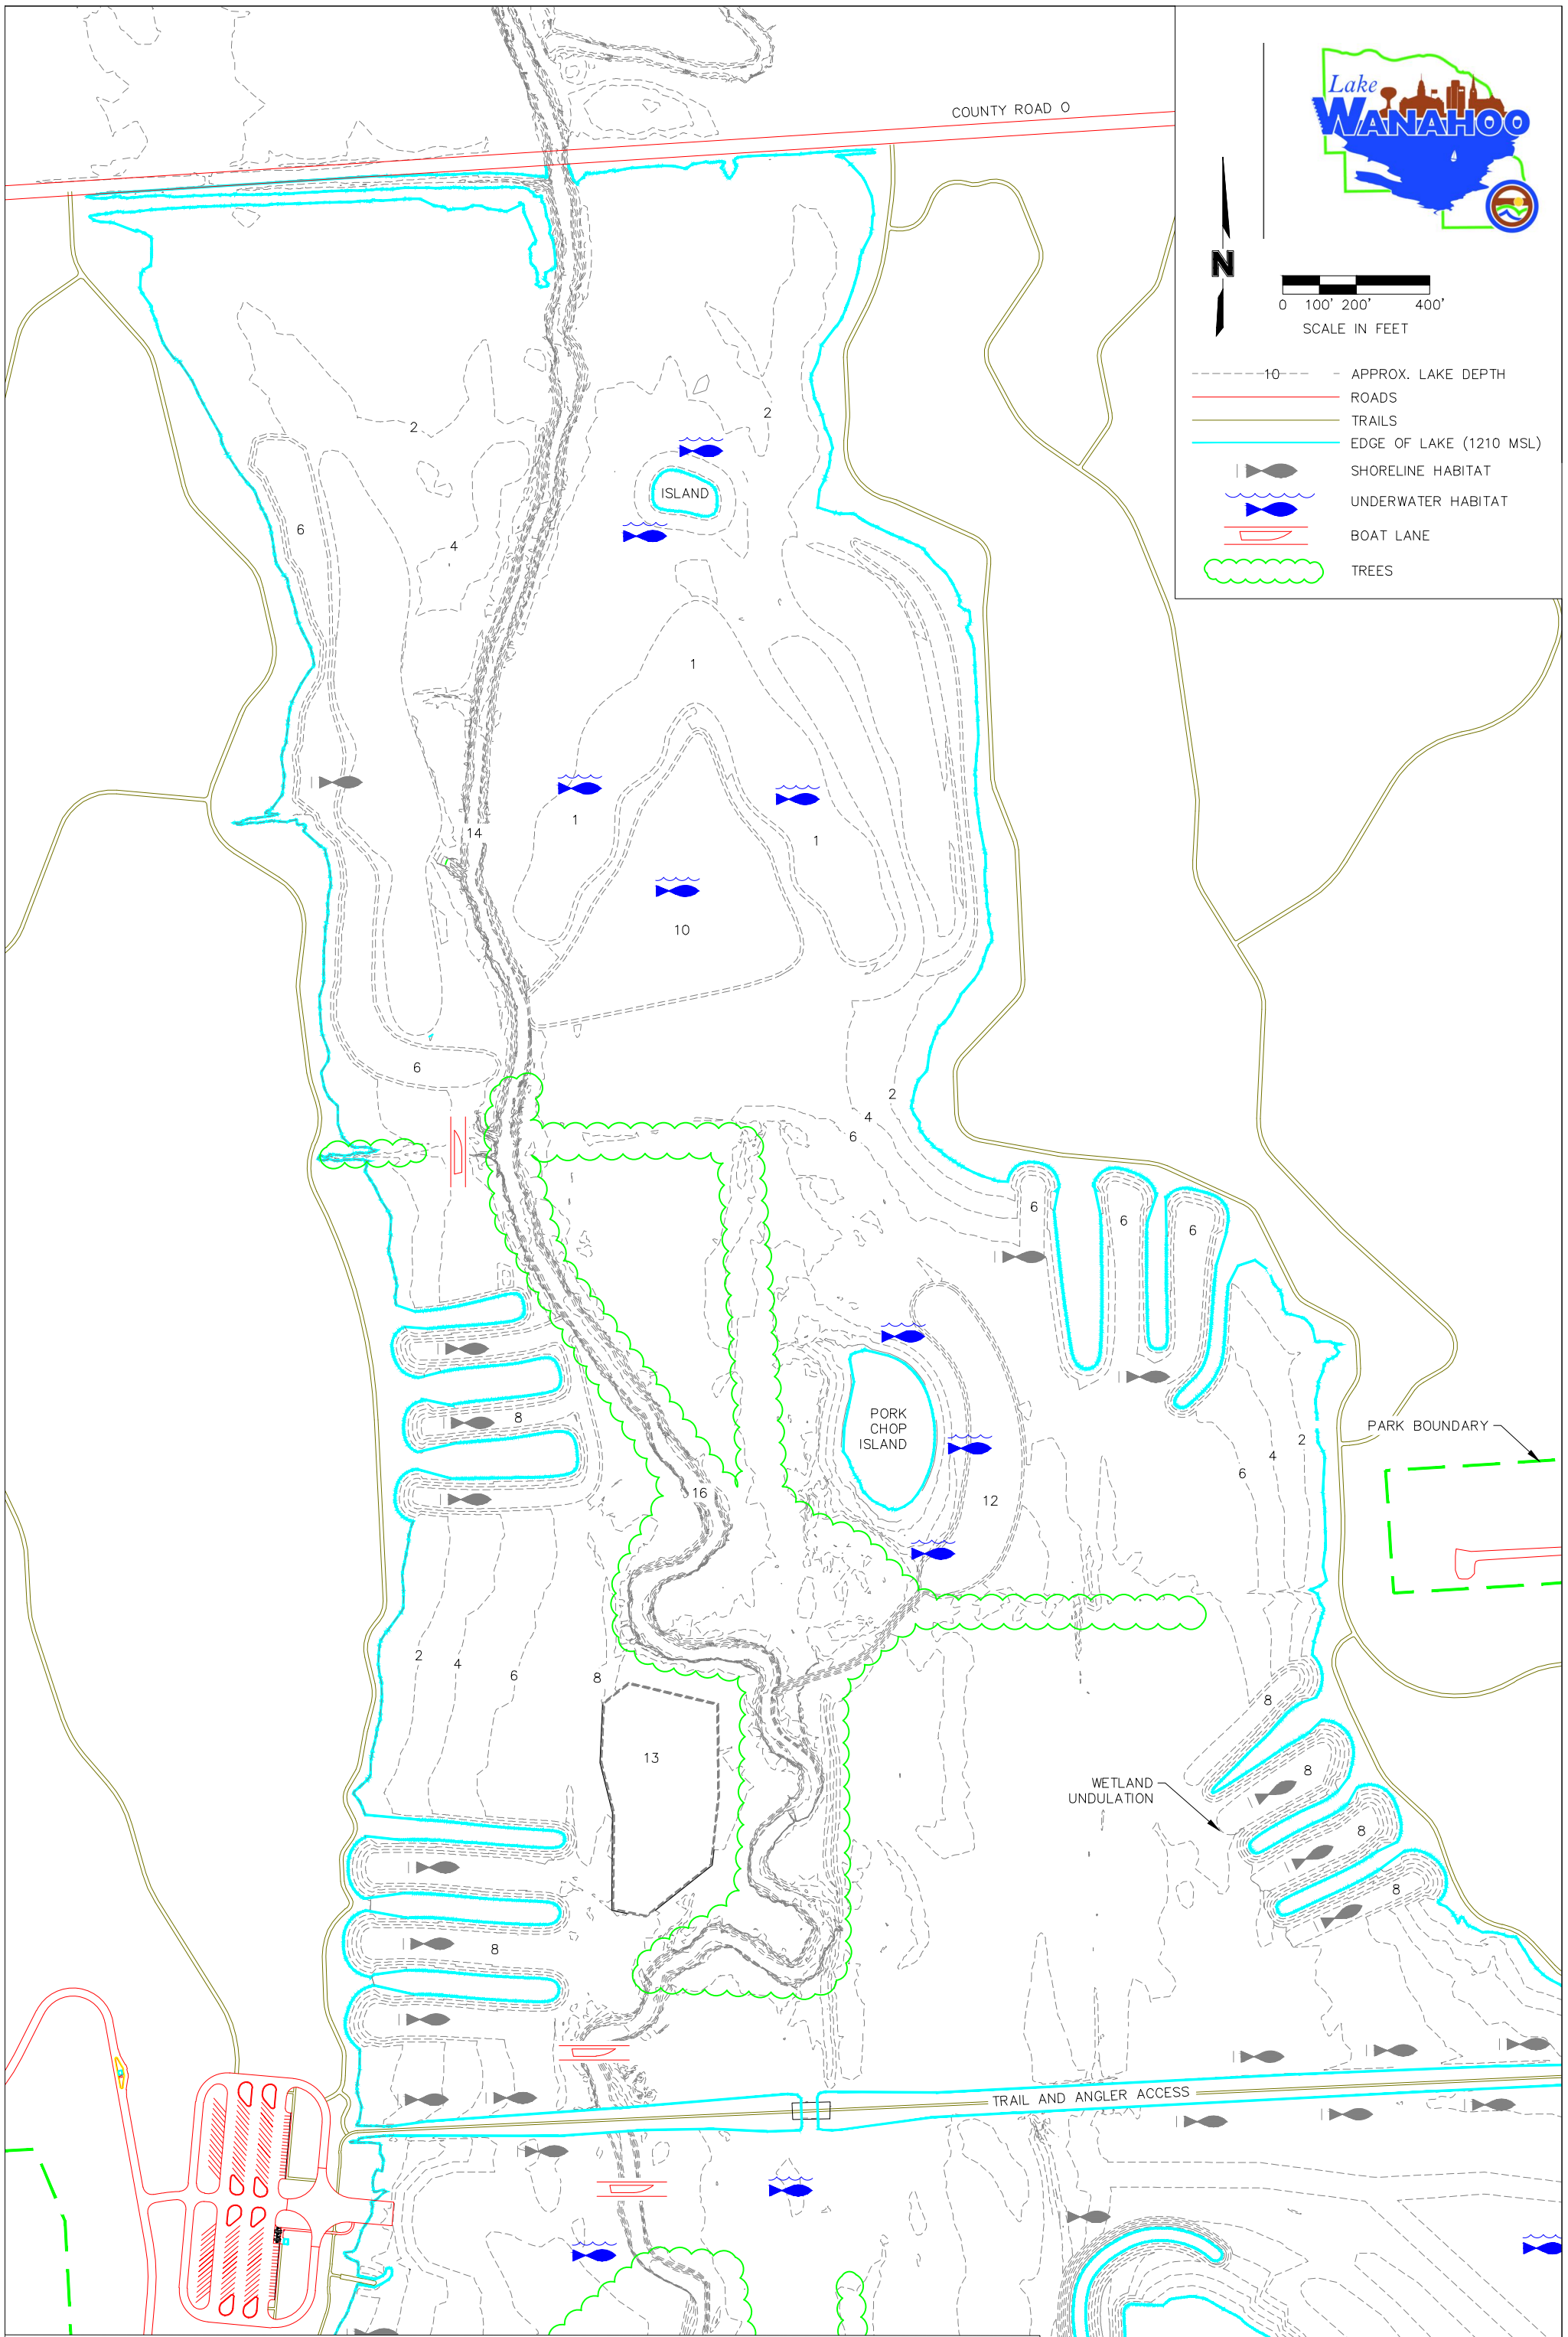 COUNTY ROAD O
Lake
WANAHOO
N
0 100' 200' 400'
SCALE IN FEET
10 APPROX. LAKE DEPTH
ROADS
TRAILS
EDGE OF LAKE (1210 MSL)
SHORELINE HABITAT
UNDERWATER HABITAT
BOAT LANE
TREES
2
2
ISLAND
6
4
1
14
1
1
10
6
2
4
6
6
6
6
8
PORK
CHOP
ISLAND
PARK BOUNDARY
2
4
6
16
12
2
4
6
8
8
13
8
WETLAND
UNDULATION
8
8
8
TRAIL AND ANGLER ACCESS